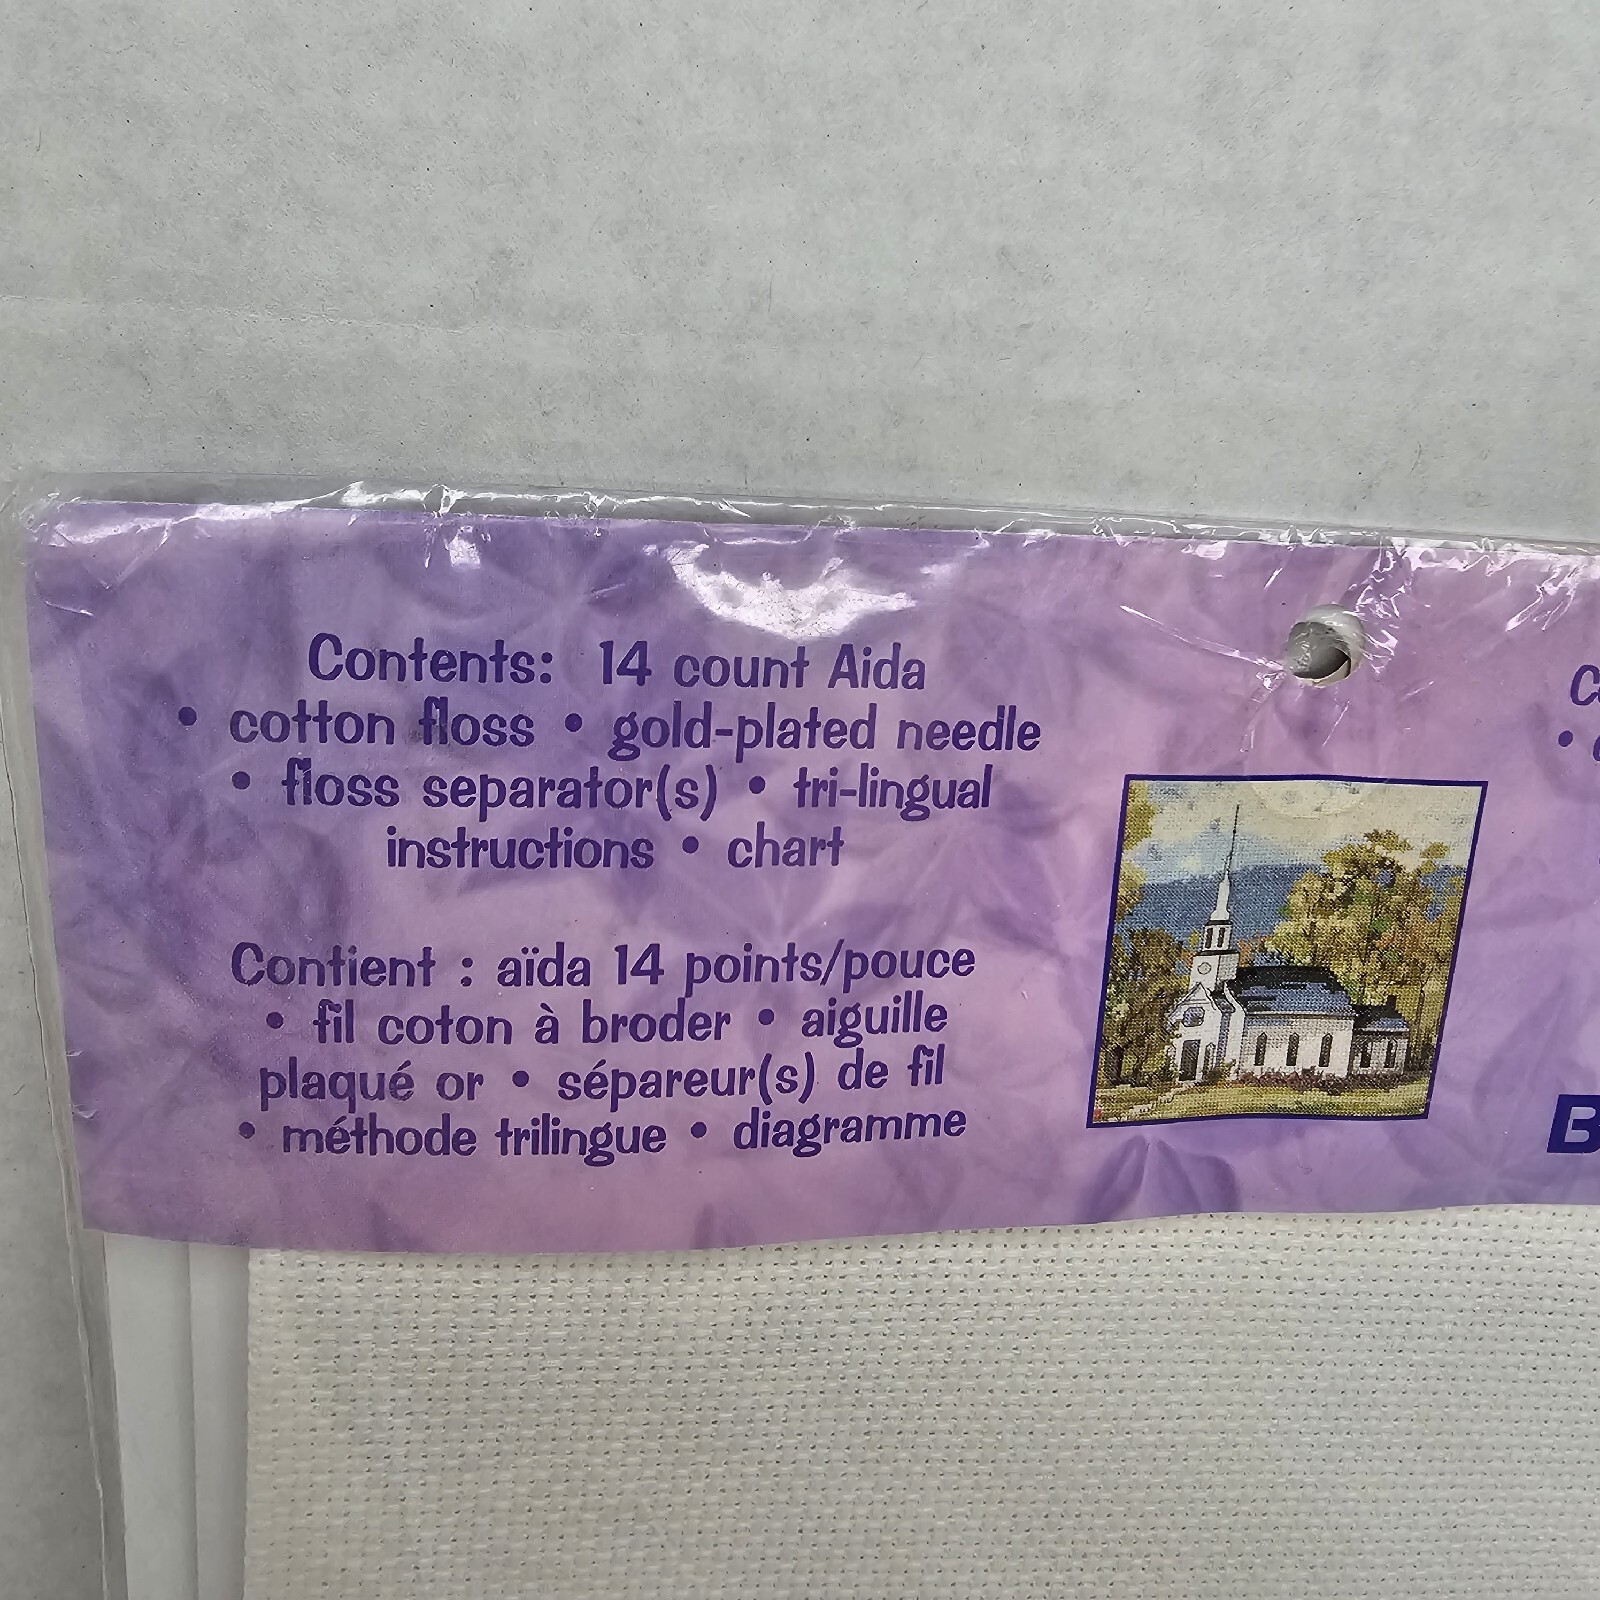 Contents: 14 count Aida
• cotton floss • gold-plated needle
• floss separator(s) • tri-lingual
instructions • chart
Contient : aïda 14 points/pouce
• fil coton à broder • aiguille
plaqué or • sépareur(s) de fil
• méthode trilingue • diagramme